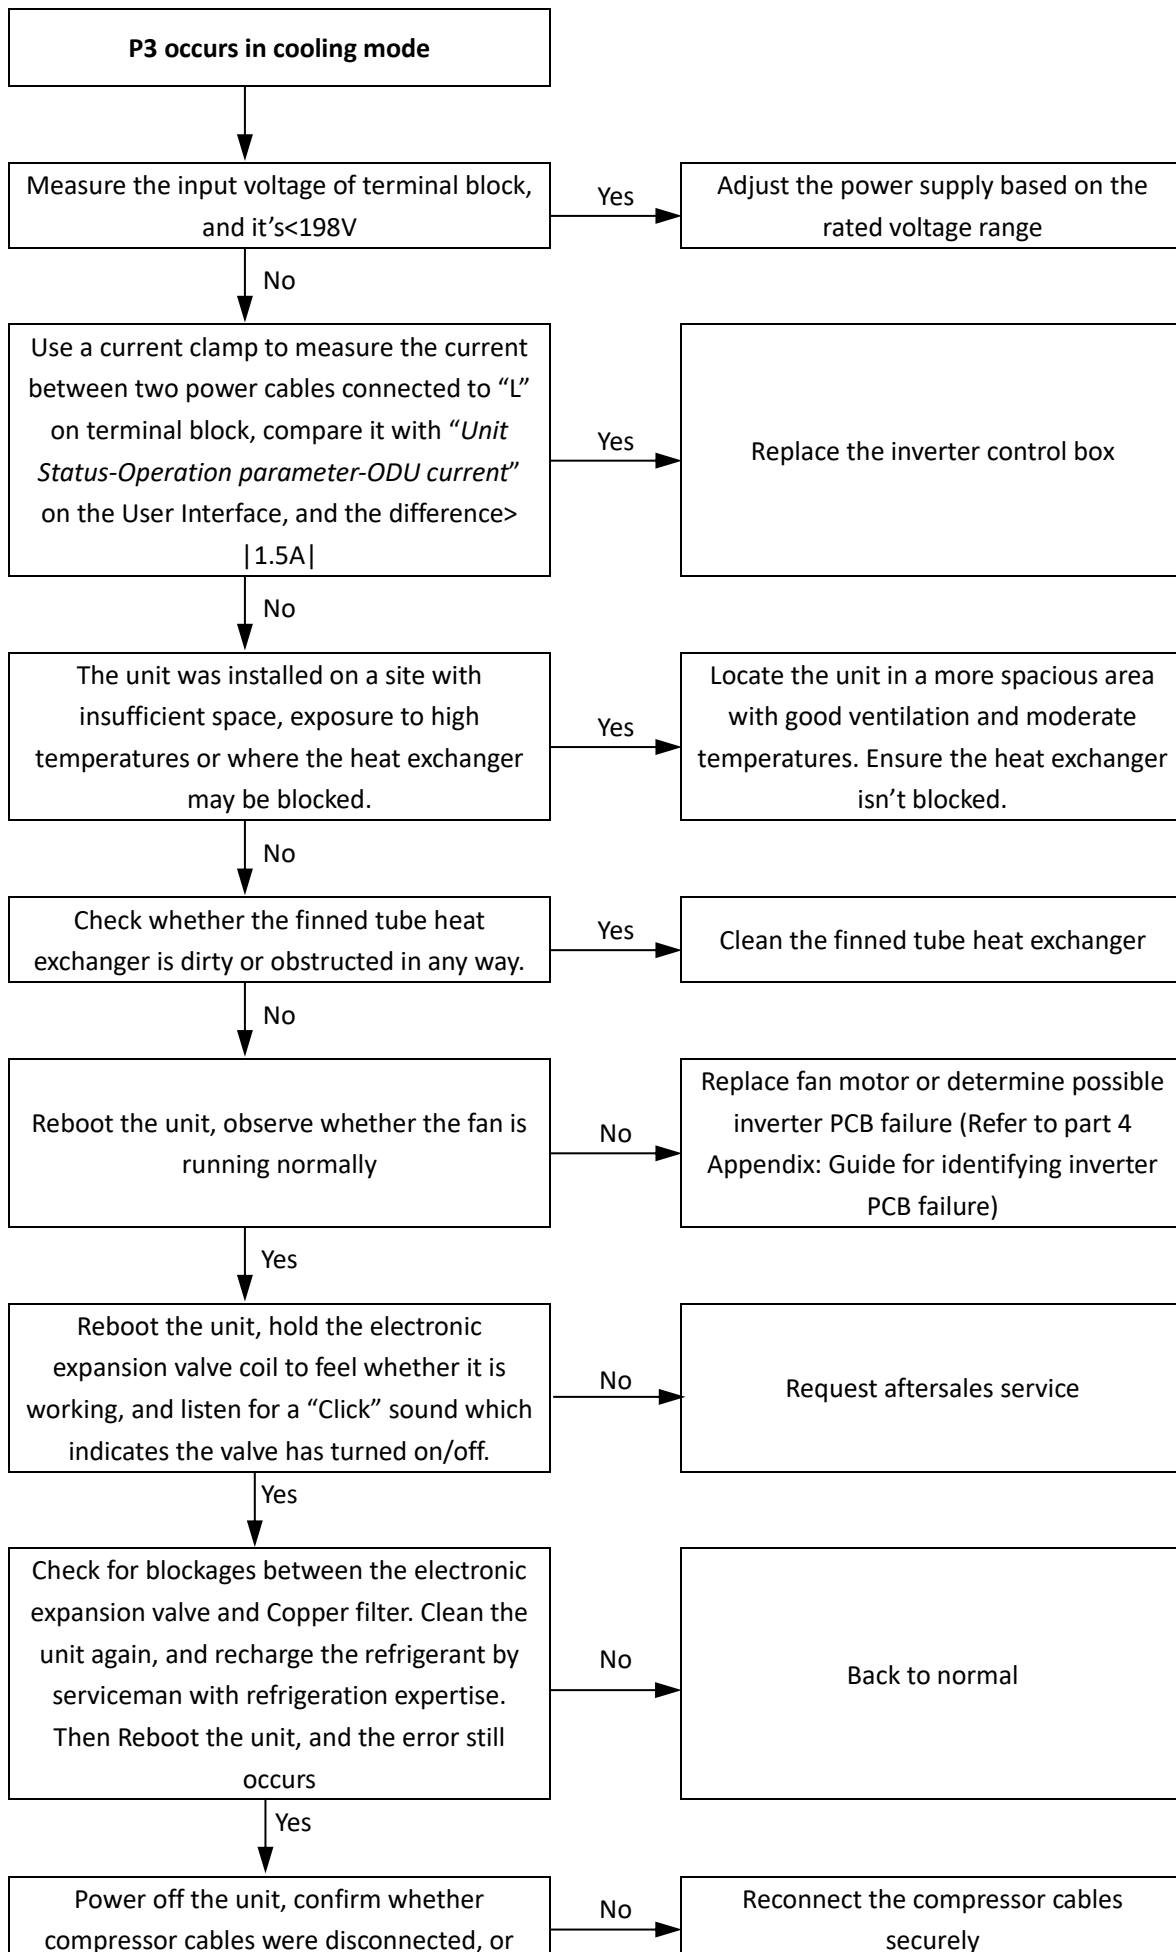 P3 occurs in cooling mode
Measure the input voltage of terminal block,
and it’s<198V
Yes
Adjust the power supply based on the
rated voltage range
No
Use a current clamp to measure the current
between two power cables connected to “L”
on terminal block, compare it with “Unit
Status-Operation parameter-ODU current”
on the User Interface, and the difference>
|1.5A|
Yes
Replace the inverter control box
No
The unit was installed on a site with
insufficient space, exposure to high
temperatures or where the heat exchanger
may be blocked.
Yes
Locate the unit in a more spacious area
with good ventilation and moderate
temperatures. Ensure the heat exchanger
isn’t blocked.
No
Check whether the finned tube heat
exchanger is dirty or obstructed in any way.
Yes
Clean the finned tube heat exchanger
No
Reboot the unit, observe whether the fan is
running normally
No
Replace fan motor or determine possible
inverter PCB failure (Refer to part 4
Appendix: Guide for identifying inverter
PCB failure)
Yes
Reboot the unit, hold the electronic
expansion valve coil to feel whether it is
working, and listen for a “Click” sound which
indicates the valve has turned on/off.
No
Request aftersales service
Yes
Check for blockages between the electronic
expansion valve and Copper filter. Clean the
unit again, and recharge the refrigerant by
serviceman with refrigeration expertise.
Then Reboot the unit, and the error still
occurs
No
Back to normal
Yes
Power off the unit, confirm whether
compressor cables were disconnected, or
No
Reconnect the compressor cables
securely